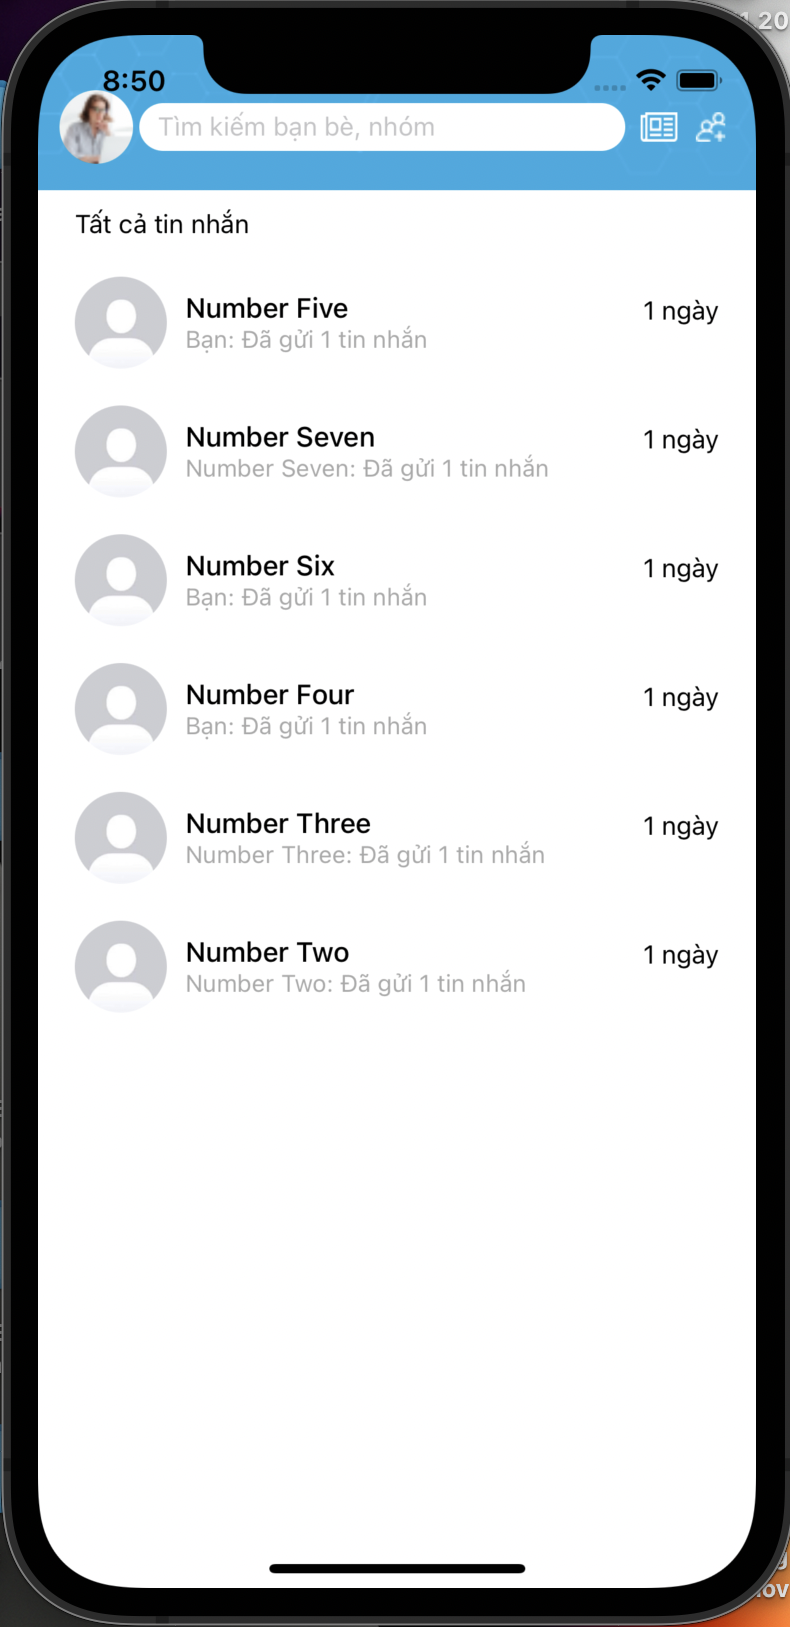 1 20
8:50
Tìm kiếm bạn bè, nhóm
Tất cả tin nhắn
Number Five
1 ngày
Bạn: Đã gửi 1 tin nhắn
Number Seven
1 ngày
Number Seven: Đã gửi 1 tin nhắn
Number Six
1 ngày
Bạn: Đã gửi 1 tin nhắn
Number Four
1 ngày
Bạn: Đã gửi 1 tin nhắn
Number Three
1 ngày
Number Three: Đã gửi 1 tin nhắn
Number Two
1 ngày
Number Two: Đã gửi 1 tin nhắn